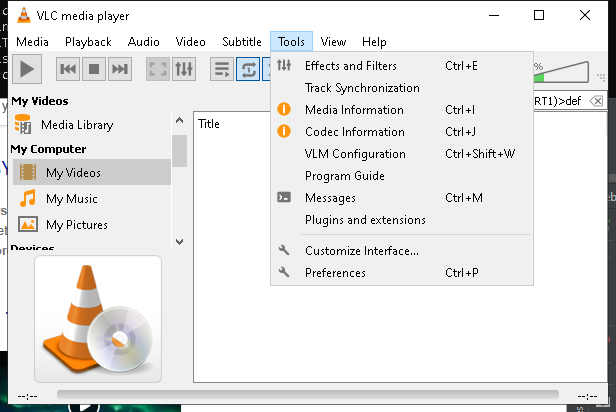 VLC media player
Media Playback Audio Video Subtitle Tools View Help
Effects and Filters Ctrl+E
Track Synchronization
Media Information Ctrl+I
Codec Information Ctrl+J
VLM Configuration Ctrl+Shift+W
Program Guide
Messages Ctrl+M
Plugins and extensions
Customize Interface...
Preferences Ctrl+P
%
RT1)>def
My Videos
Media Library
My Computer
My Videos
My Music
My Pictures
Devices
Title
--:-- --:--